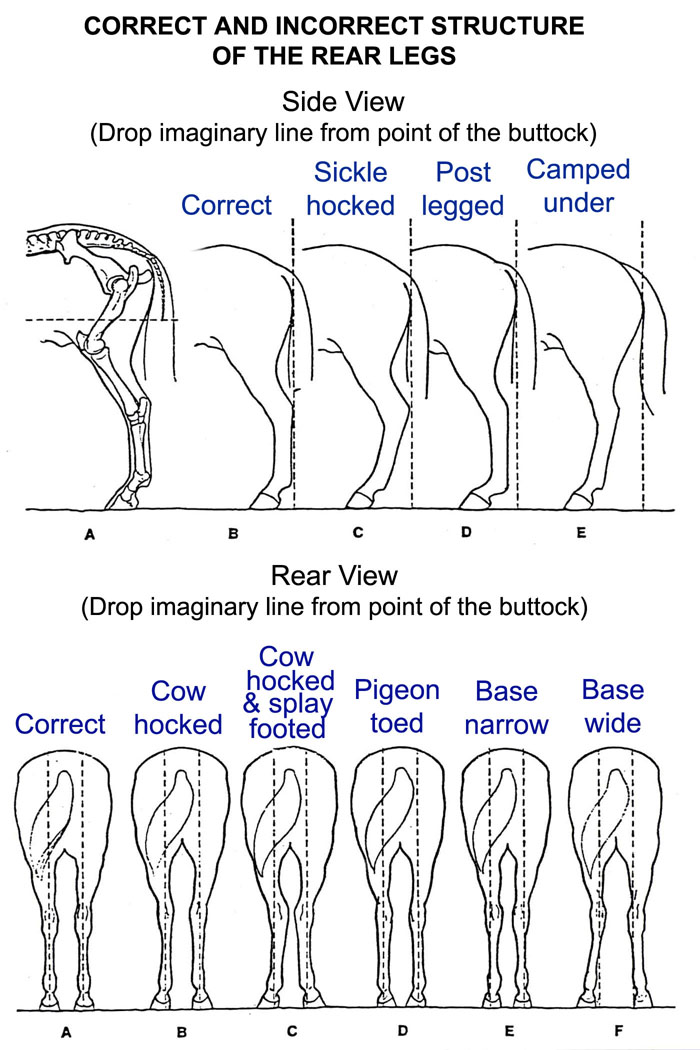 CORRECT AND INCORRECT STRUCTURE
OF THE REAR LEGS
Side View
(Drop imaginary line from point of the buttock)
Correct
Sickle
hocked
Post
legged
Camped
under
A B C D E
Rear View
(Drop imaginary line from point of the buttock)
Correct
Cow
hocked
Cow
hocked
& splay
footed
Pigeon
toed
Base
narrow
Base
wide
A B C D E F